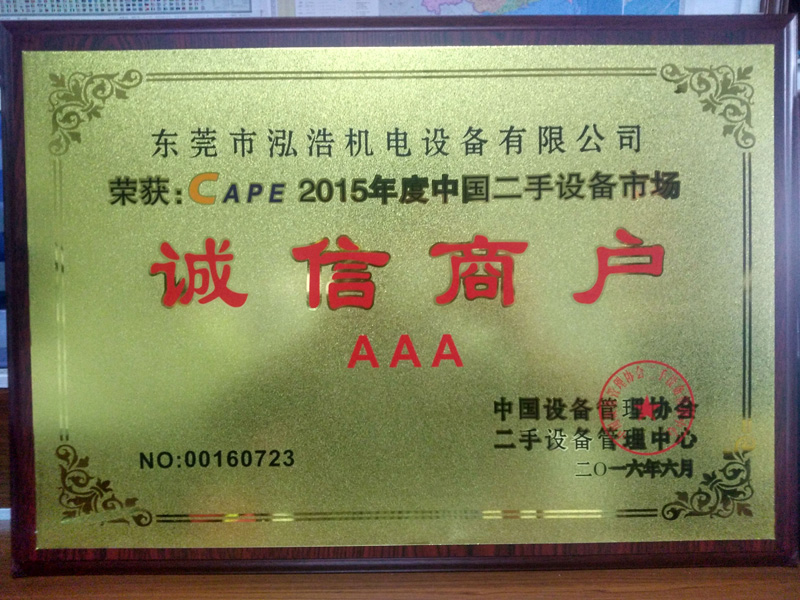 东莞市泓浩机电设备有限公司
荣获:CAPE 2015年度中国二手设备市场
诚信商户
AAA
中国设备管理协会
二手设备管理中心
NO:00160723
二〇一六年六月